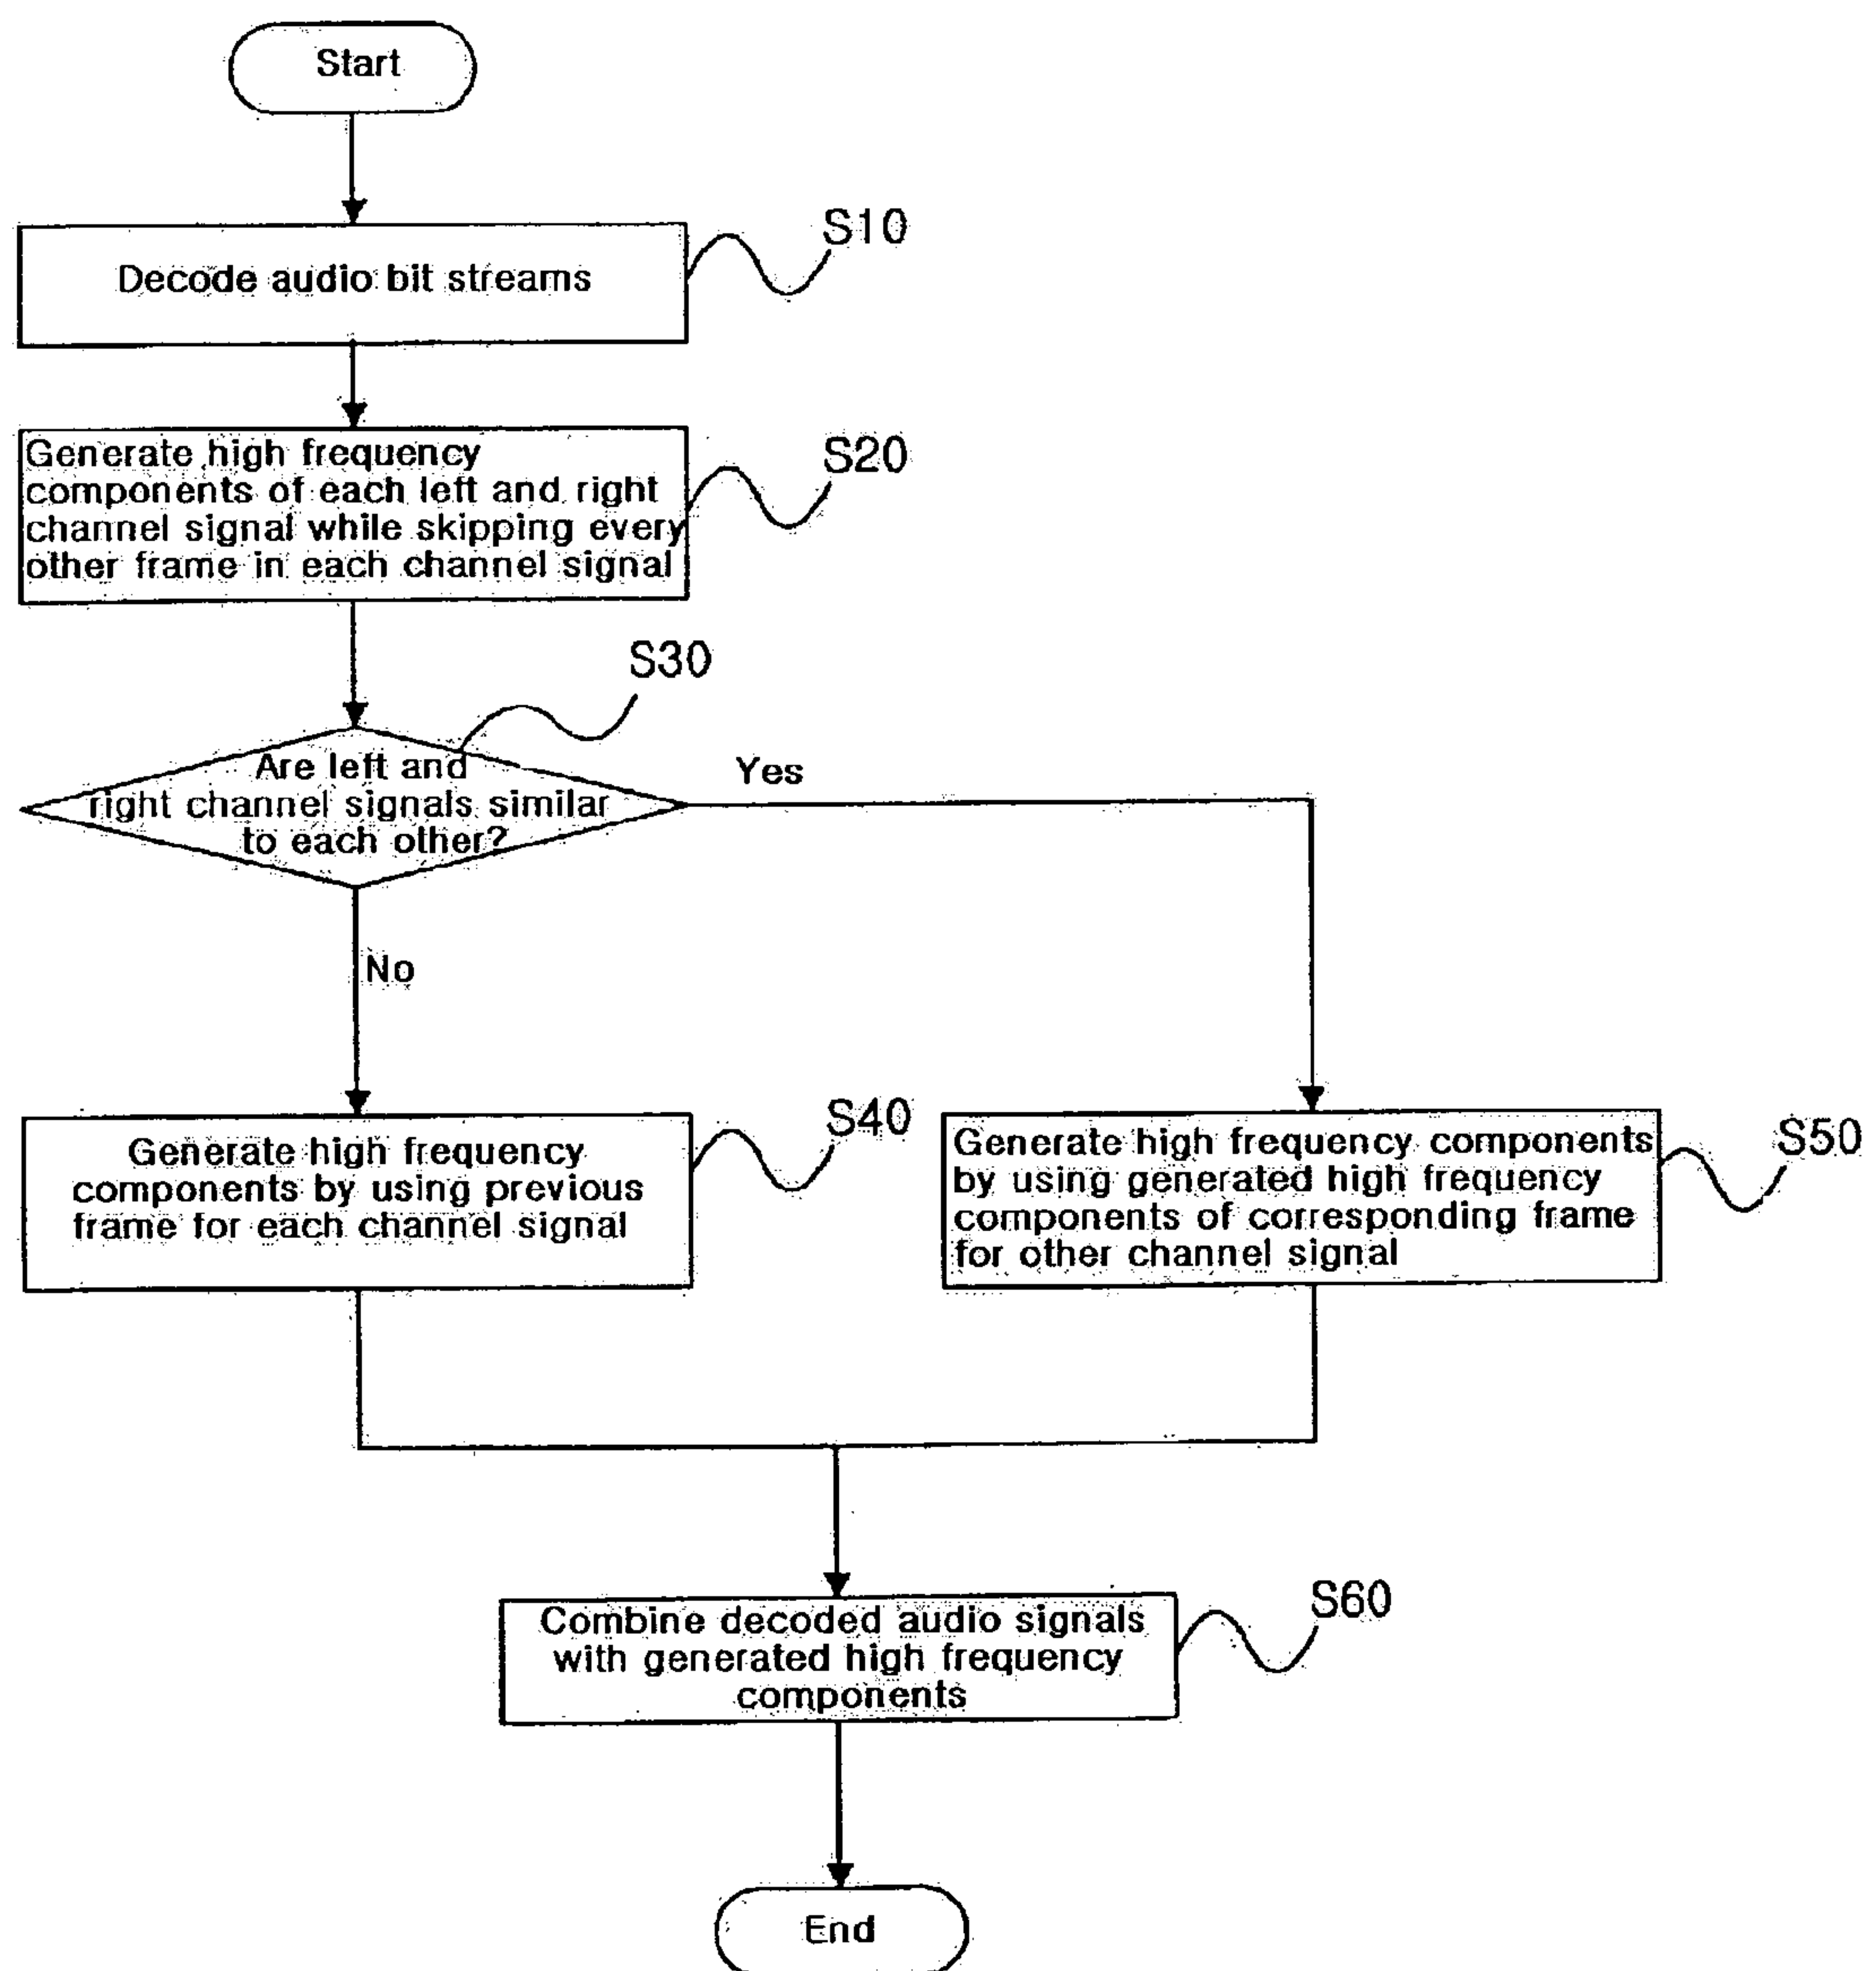 Start
S10
Decode audio bit streams
S20
Generate high frequency
components of each left and right
channel signal while skipping every
other frame in each channel signal
S30
Are left and
right channel signals similar
to each other?
Yes
No
S40
Generate high frequency
components by using previous
frame for each channel signal
S50
Generate high frequency components
by using generated high frequency
components of corresponding frame
for other channel signal
S60
Combine decoded audio signals
with generated high frequency
components
End